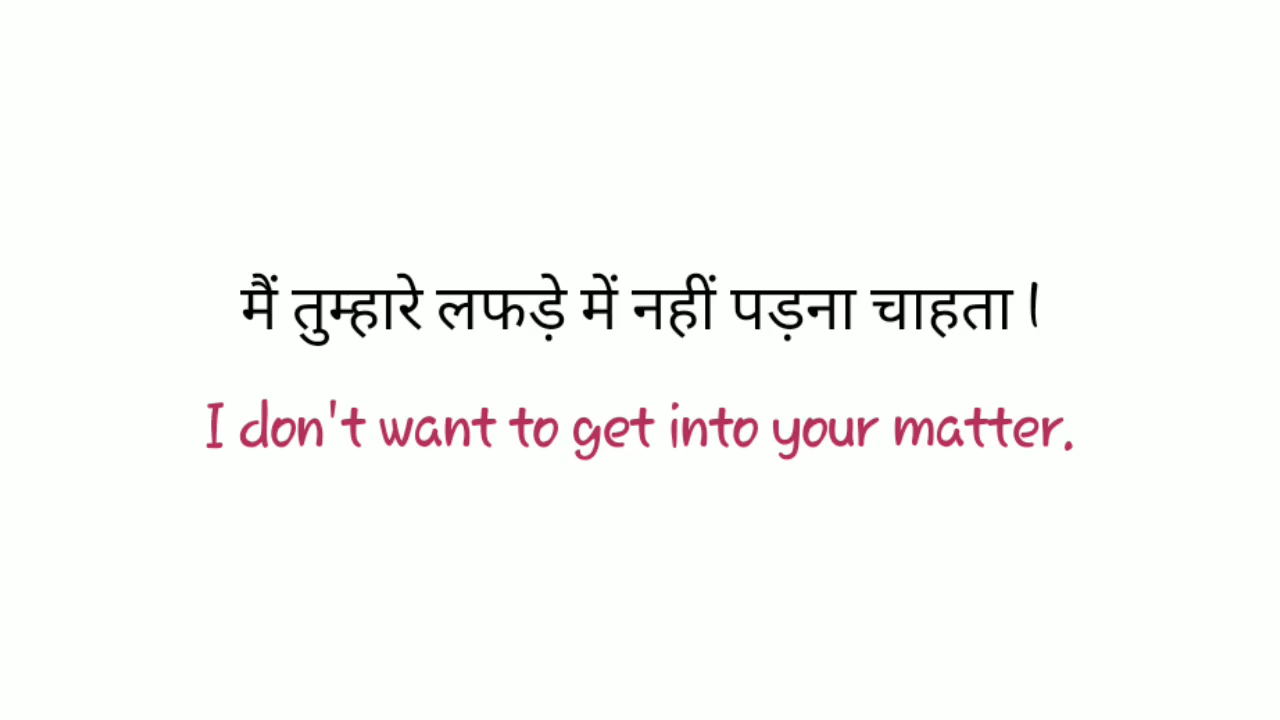 मैं तुम्हारे लफड़े में नहीं पड़ना चाहता।
I don't want to get into your matter.